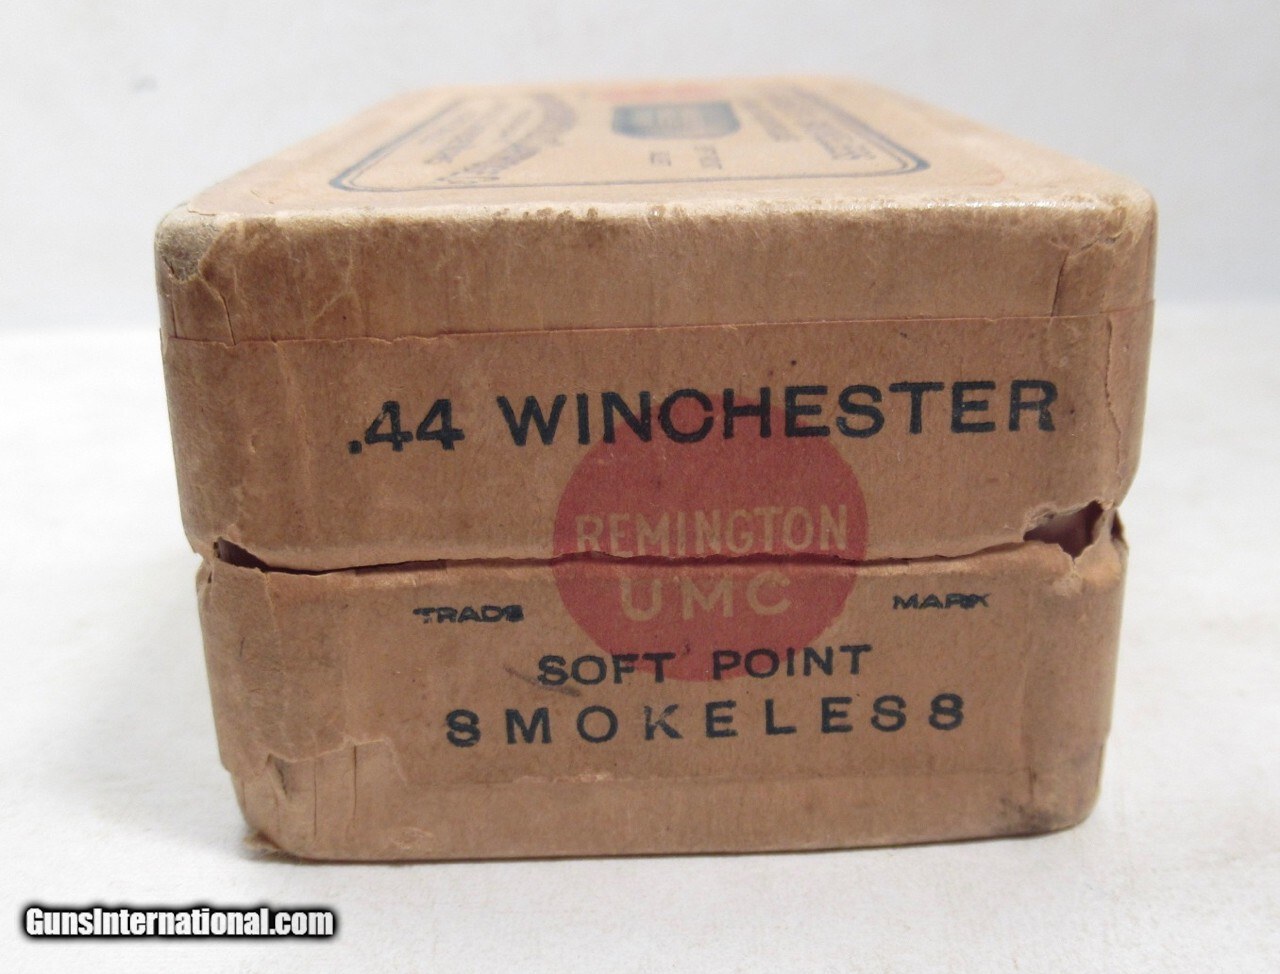 .44 WINCHESTER
REMINGTON
UMC
TRADE MARK
SOFT POINT
SMOKELESS
GunsInternational.com